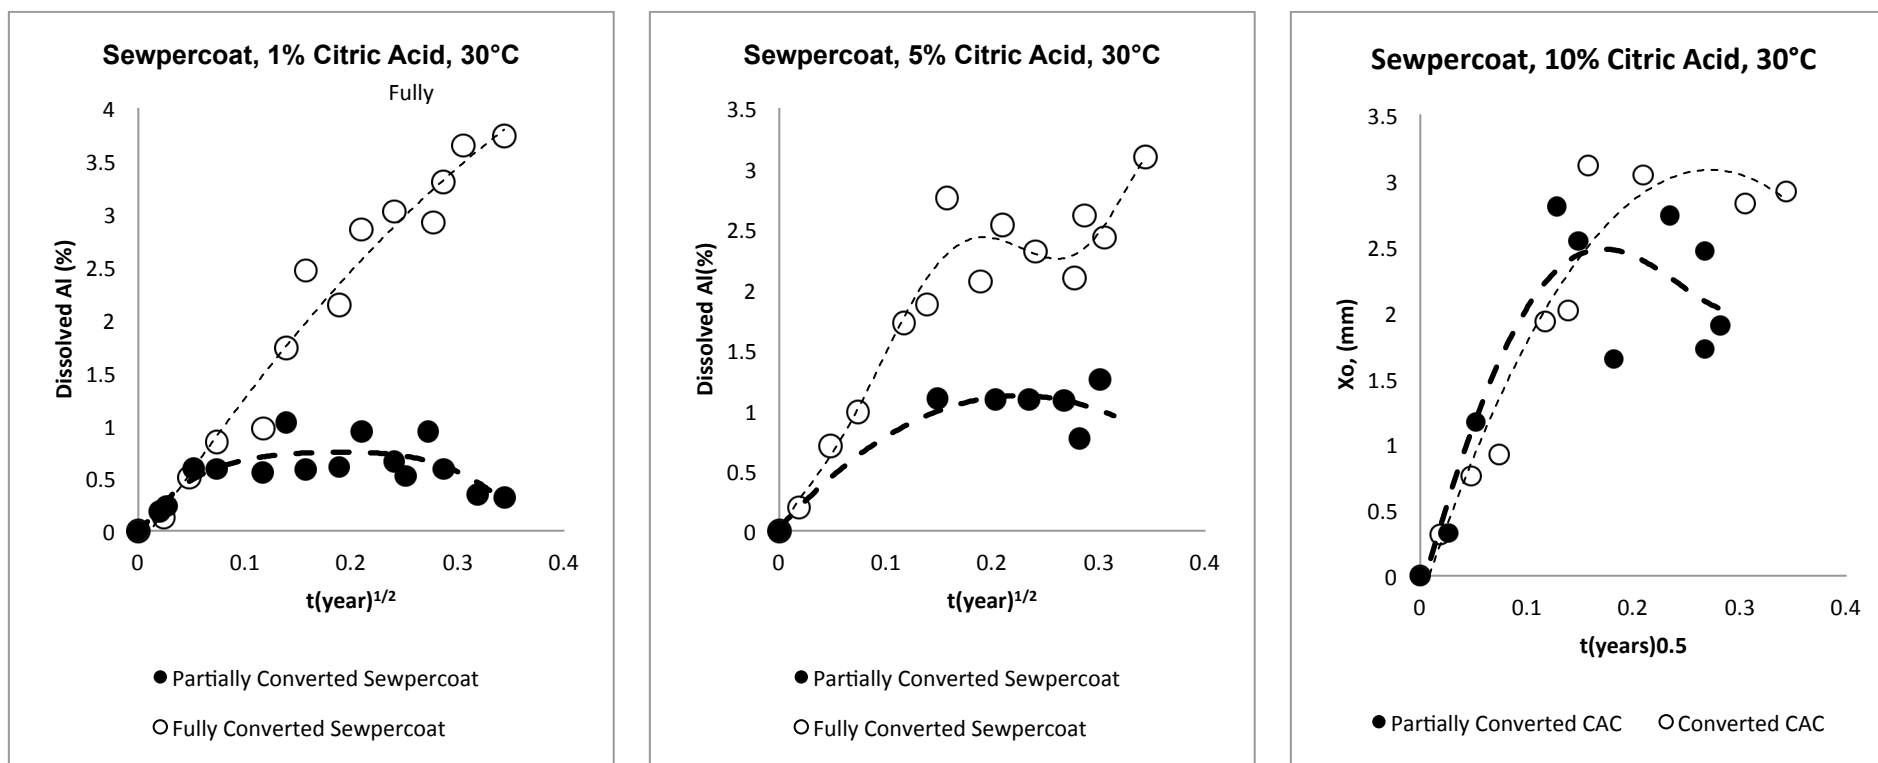 Sewpercoat, 1% Citric Acid, 30°C
Fully
4
3.5
3
2.5
2
1.5
1
0.5
0
Dissolved Al (%)
0 0.1 0.2 0.3 0.4
t(year)1/2
Partially Converted Sewpercoat
Fully Converted Sewpercoat
Sewpercoat, 5% Citric Acid, 30°C
3.5
3
2.5
2
1.5
1
0.5
0
Dissolved Al(%)
0 0.1 0.2 0.3 0.4
t(year)1/2
Partially Converted Sewpercoat
Fully Converted Sewpercoat
Sewpercoat, 10% Citric Acid, 30°C
3.5
3
2.5
2
1.5
1
0.5
0
Xo, (mm)
0 0.1 0.2 0.3 0.4
t(years)0.5
Partially Converted CAC Converted CAC